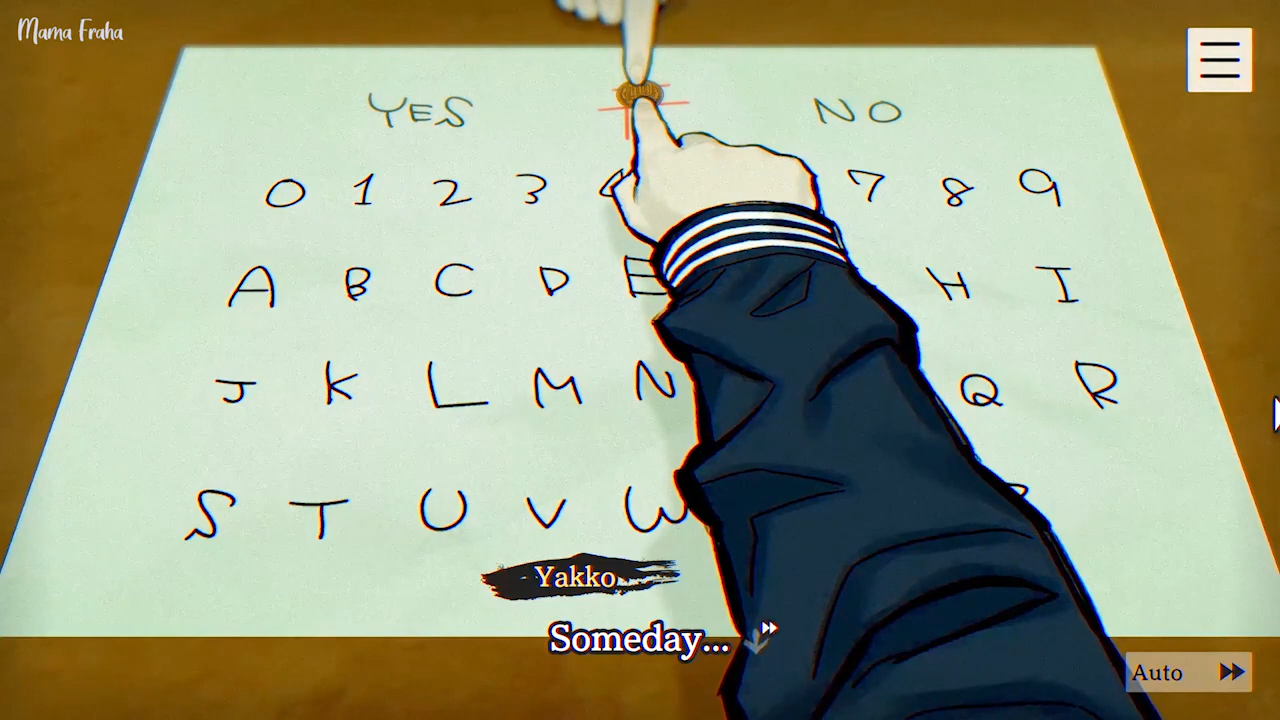 Mama Fraha
YES NO
0 1 2 3 7 8 9
A B C D E H I
J K L M N Q R
S T U V W
Yakko
Someday...
Auto